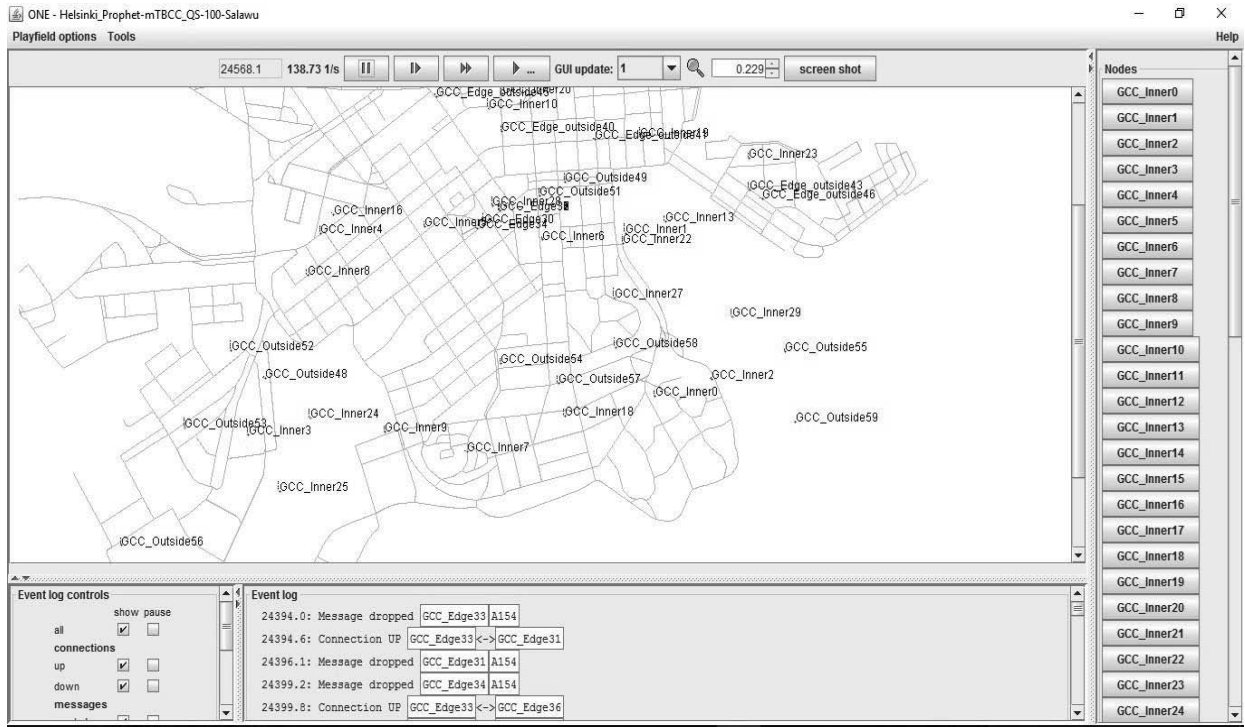 ONE - Helsinki_Prophet-mTBCC_QS-100-Salawu
Playfield options Tools Help
24568.1 138.73 1/s GUI update: 1 0.229 screen shot
GCC_Inner10
GCC_Edge_outside40
GCC_Inner23
GCC_Outside49
GCC_Edge_outside43
GCC_Outside51
GCC_Edge_outside46
GCC_Inner16
GCC_Inner13
GCC_Edge30
GCC_Inner4
GCC_Inner1
GCC_Edge34
GCC_Inner6
GCC_Inner22
GCC_Inner8
GCC_Inner27
GCC_Inner29
GCC_Outside52
GCC_Outside58
GCC_Outside55
GCC_Outside54
GCC_Outside48
GCC_Outside57
GCC_Inner2
GCC_Inner0
GCC_Inner24
GCC_Inner18
GCC_Outside59
GCC_Outside53
GCC_Inner3
GCC_Inner9
GCC_Inner7
GCC_Inner25
GCC_Outside56
Nodes
GCC_Inner0
GCC_Inner1
GCC_Inner2
GCC_Inner3
GCC_Inner4
GCC_Inner5
GCC_Inner6
GCC_Inner7
GCC_Inner8
GCC_Inner9
GCC_Inner10
GCC_Inner11
GCC_Inner12
GCC_Inner13
GCC_Inner14
GCC_Inner15
GCC_Inner16
GCC_Inner17
GCC_Inner18
GCC_Inner19
GCC_Inner20
GCC_Inner21
GCC_Inner22
GCC_Inner23
GCC_Inner24
Event log controls
show pause
all
connections
up
down
messages
Event log
24394.0: Message dropped GCC_Edge33 A154
24394.6: Connection UP GCC_Edge33 <-> GCC_Edge31
24396.1: Message dropped GCC_Edge31 A154
24399.2: Message dropped GCC_Edge34 A154
24399.8: Connection UP GCC_Edge33 <-> GCC_Edge36